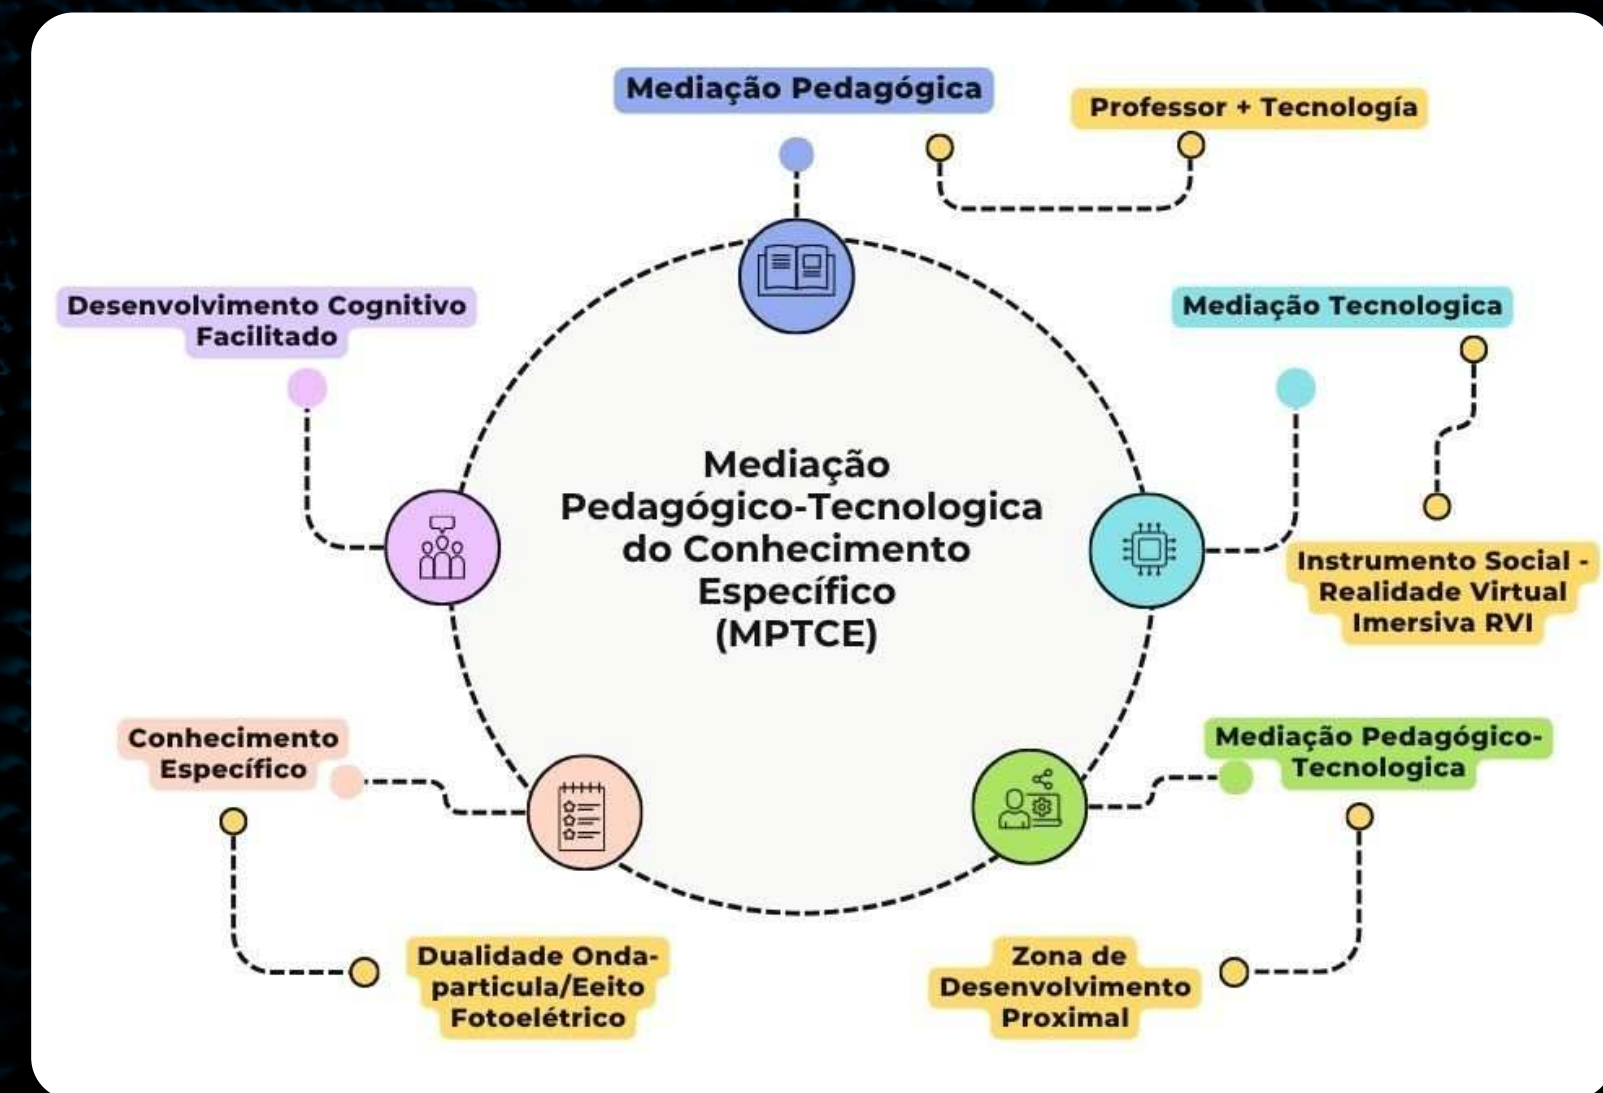 Mediação Pedagógica
Professor + Tecnología
Desenvolvimento Cognitivo
Facilitado
Mediação Tecnologica
Mediação
Pedagógico-Tecnologica
do Conhecimento
Específico
(MPTCE)
Instrumento Social -
Realidade Virtual
Imersiva RVI
Conhecimento
Específico
Mediação Pedagógico-
Tecnologica
Dualidade Onda-
particula/Eeito
Fotoelétrico
Zona de
Desenvolvimento
Proximal